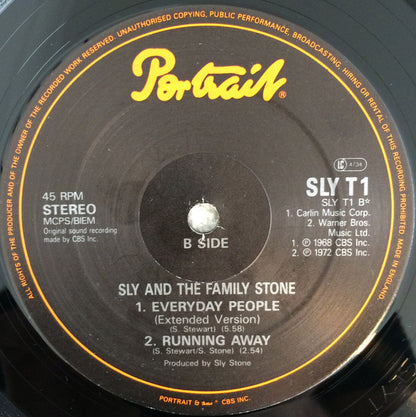 ALL RIGHTS OF THE PRODUCER AND OF THE OWNER OF THE RECORDED WORK RESERVED. UNAUTHORISED COPYING, PUBLIC PERFORMANCE, BROADCASTING, HIRING OR RENTAL OF THIS RECORDING PROHIBITED. MADE IN ENGLAND.
Portrait®
LC 4734
45 RPM
STEREO
MCPS/BIEM
Original sound recording
made by CBS Inc.
B SIDE
SLY T1
SLY T1 B*
1. Carlin Music Corp.
2. Warner Bros.
Music Ltd.
1. ℗ 1968 CBS Inc.
2. ℗ 1972 CBS Inc.
SLY AND THE FAMILY STONE
1. EVERYDAY PEOPLE
(Extended Version)
(S. Stewart) 5.58
2. RUNNING AWAY
(S. Stewart/S. Stone) 2.54
Produced by Sly Stone
PORTRAIT & ARE ® CBS INC.